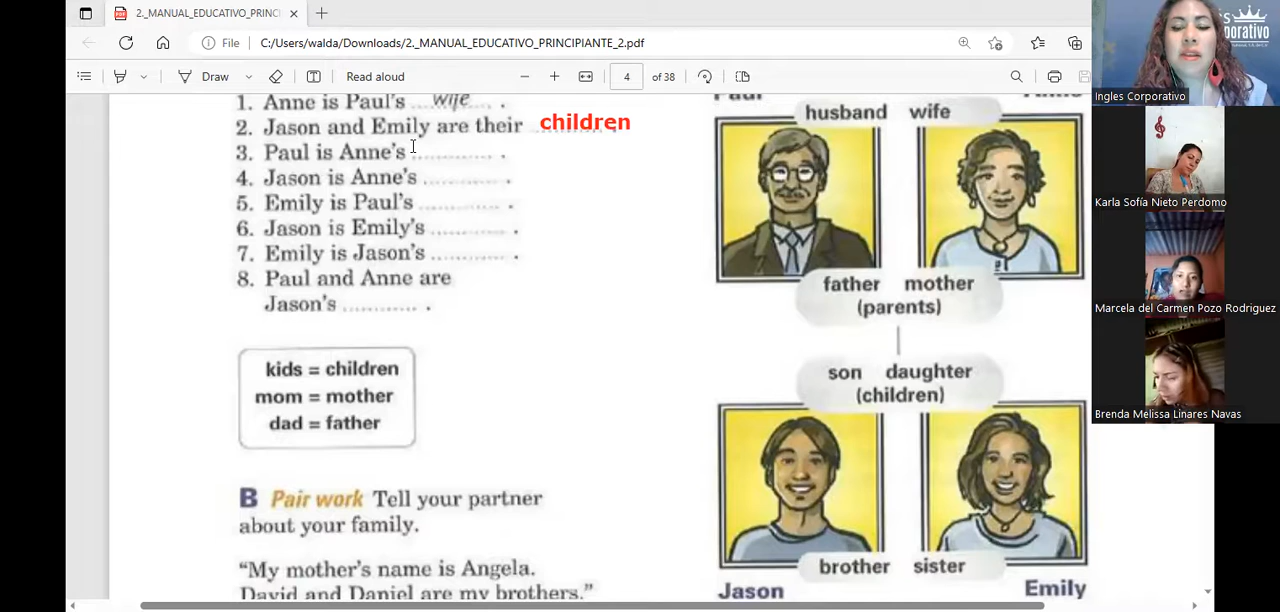 2._MANUAL_EDUCATIVO_PRINCI
File
C:/Users/walda/Downloads/2._MANUAL_EDUCATIVO_PRINCIPIANTE_2.pdf
Draw
Read aloud
4
of 38
1. Anne is Paul's ....wife.... .
2. Jason and Emily are their children
3. Paul is Anne's .............. .
4. Jason is Anne's ............. .
5. Emily is Paul's ............. .
6. Jason is Emily's ............ .
7. Emily is Jason's ............ .
8. Paul and Anne are
Jason's ............ .
kids = children
mom = mother
dad = father
B Pair work Tell your partner
about your family.
"My mother's name is Angela.
David and Daniel are my brothers."
Paul
husband wife
father mother
(parents)
son daughter
(children)
brother sister
Jason
Emily
Ingles Corporativo
Karla Sofía Nieto Perdomo
Marcela del Carmen Pozo Rodriguez
Brenda Melissa Linares Navas